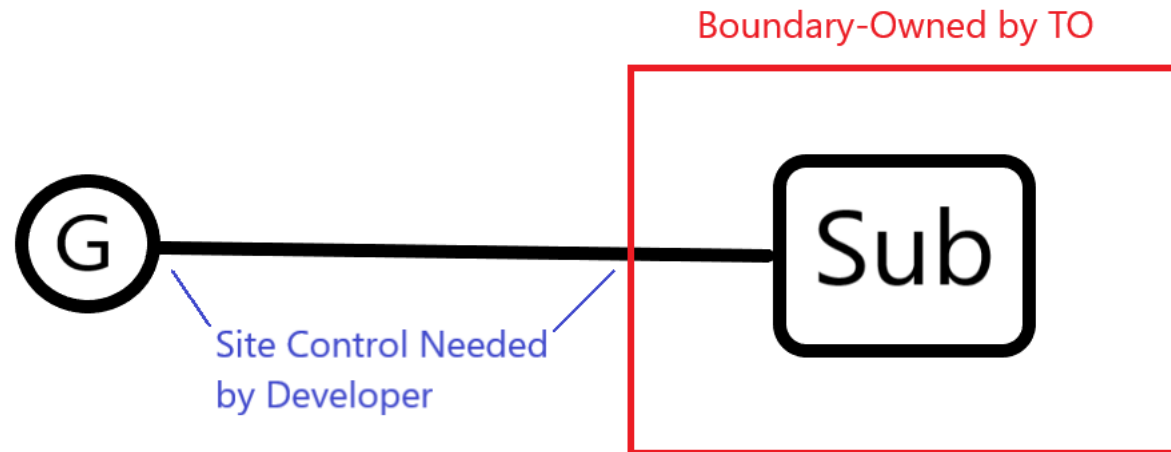 Boundary-Owned by TO
G
Sub
Site Control Needed
by Developer